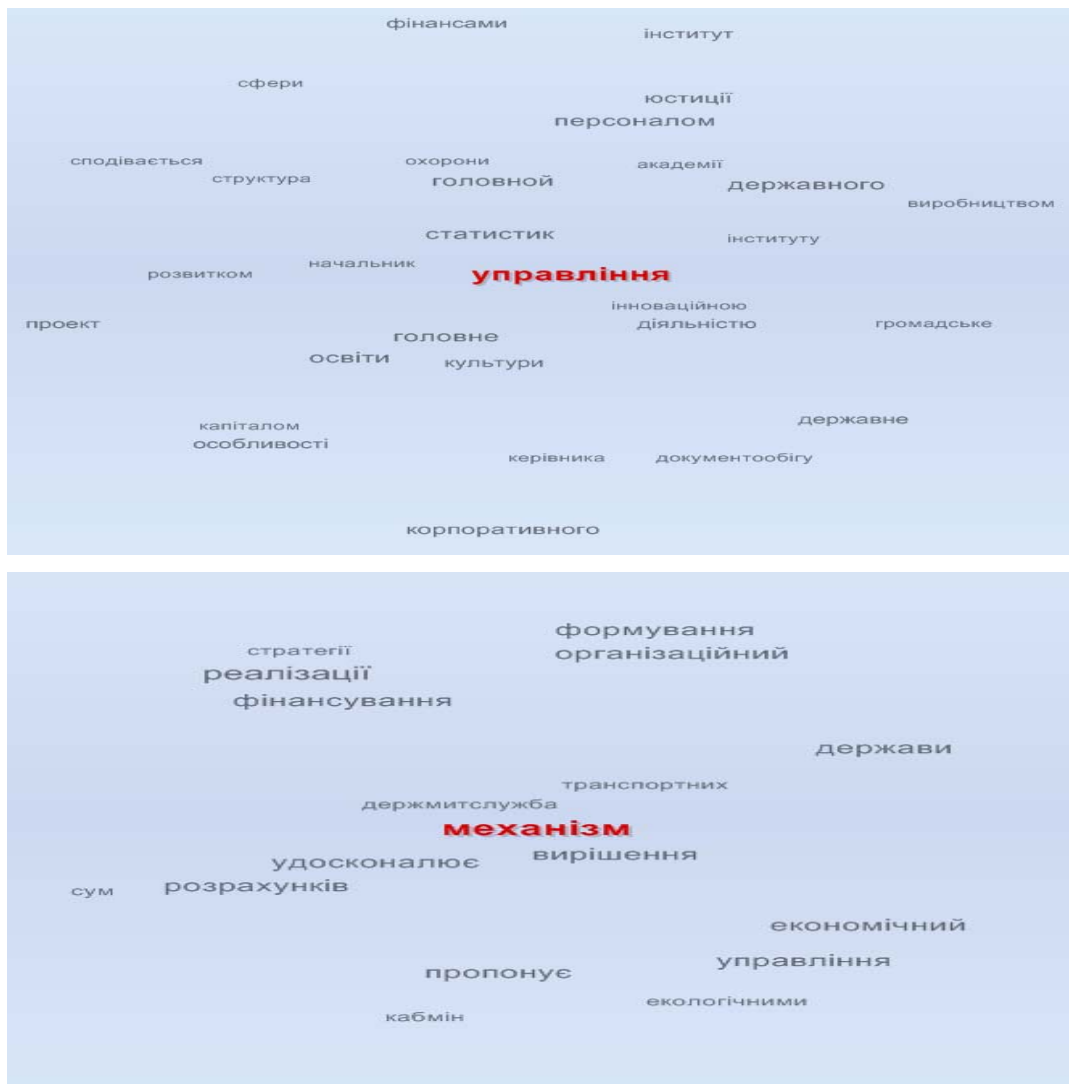 фінансами
інститут
сфери
юстиції
персоналом
сподівається
охорони
академії
структура
головной
державного
виробництвом
статистик
інституту
начальник
управління
розвитком
інноваційною
проект
діяльністю
громадське
головне
освіти
культури
капіталом
державне
особливості
керівника
документообігу
корпоративного
формування
стратегії
організаційний
реалізації
фінансування
держави
транспортних
держмитслужба
механізм
вирішення
удосконалює
сум
розрахунків
економічний
управління
пропонує
екологічними
кабмін